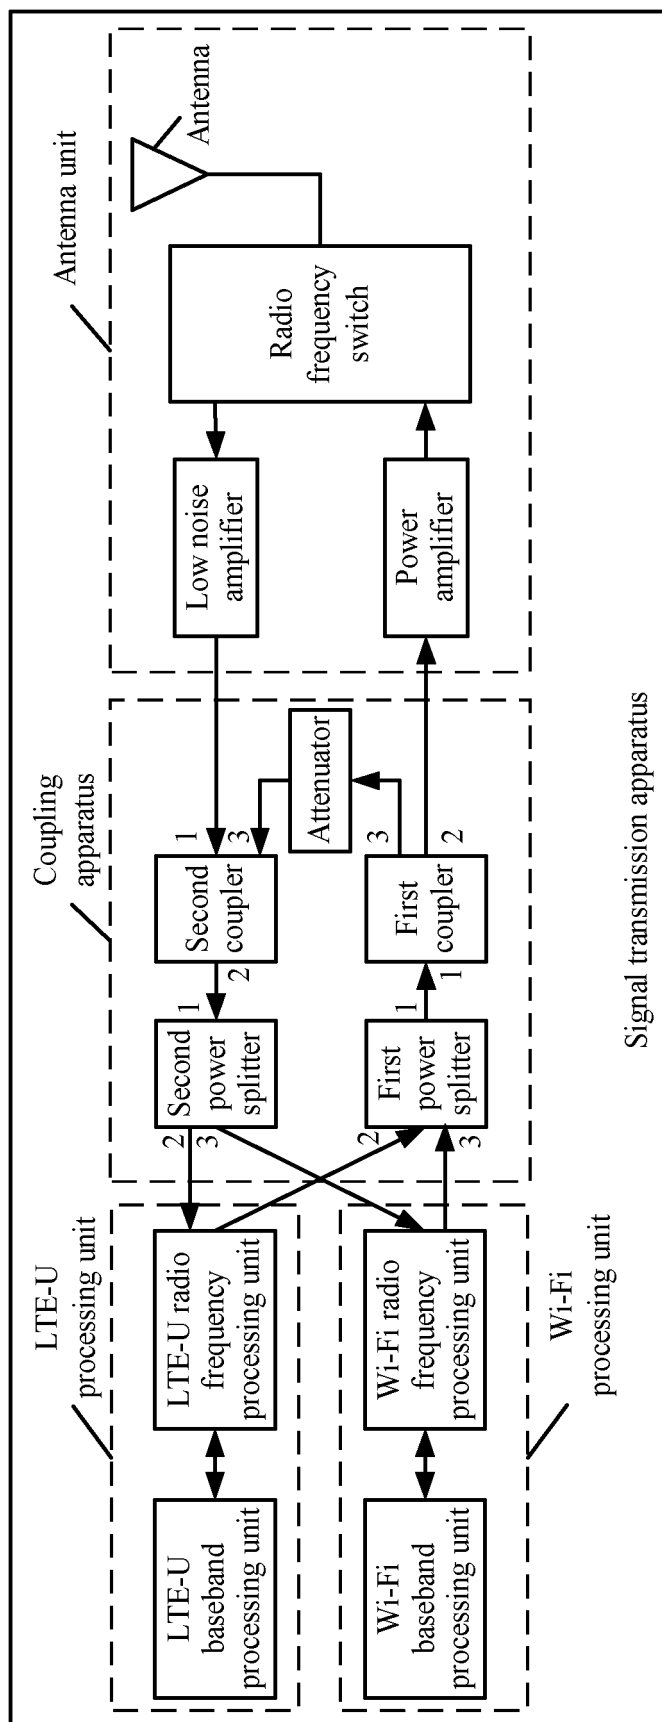 LTE-U
processing unit
LTE-U
baseband
processing unit
LTE-U radio
frequency
processing unit
Wi-Fi
baseband
processing unit
Wi-Fi radio
frequency
processing unit
Wi-Fi
processing unit
Coupling
apparatus
2
3
Second
power
splitter
1
2
Second
coupler
1
3
Attenuator
2
3
First
power
splitter
1
1
First
coupler
3
2
Antenna unit
Antenna
Low noise
amplifier
Power
amplifier
Radio
frequency
switch
Signal transmission apparatus